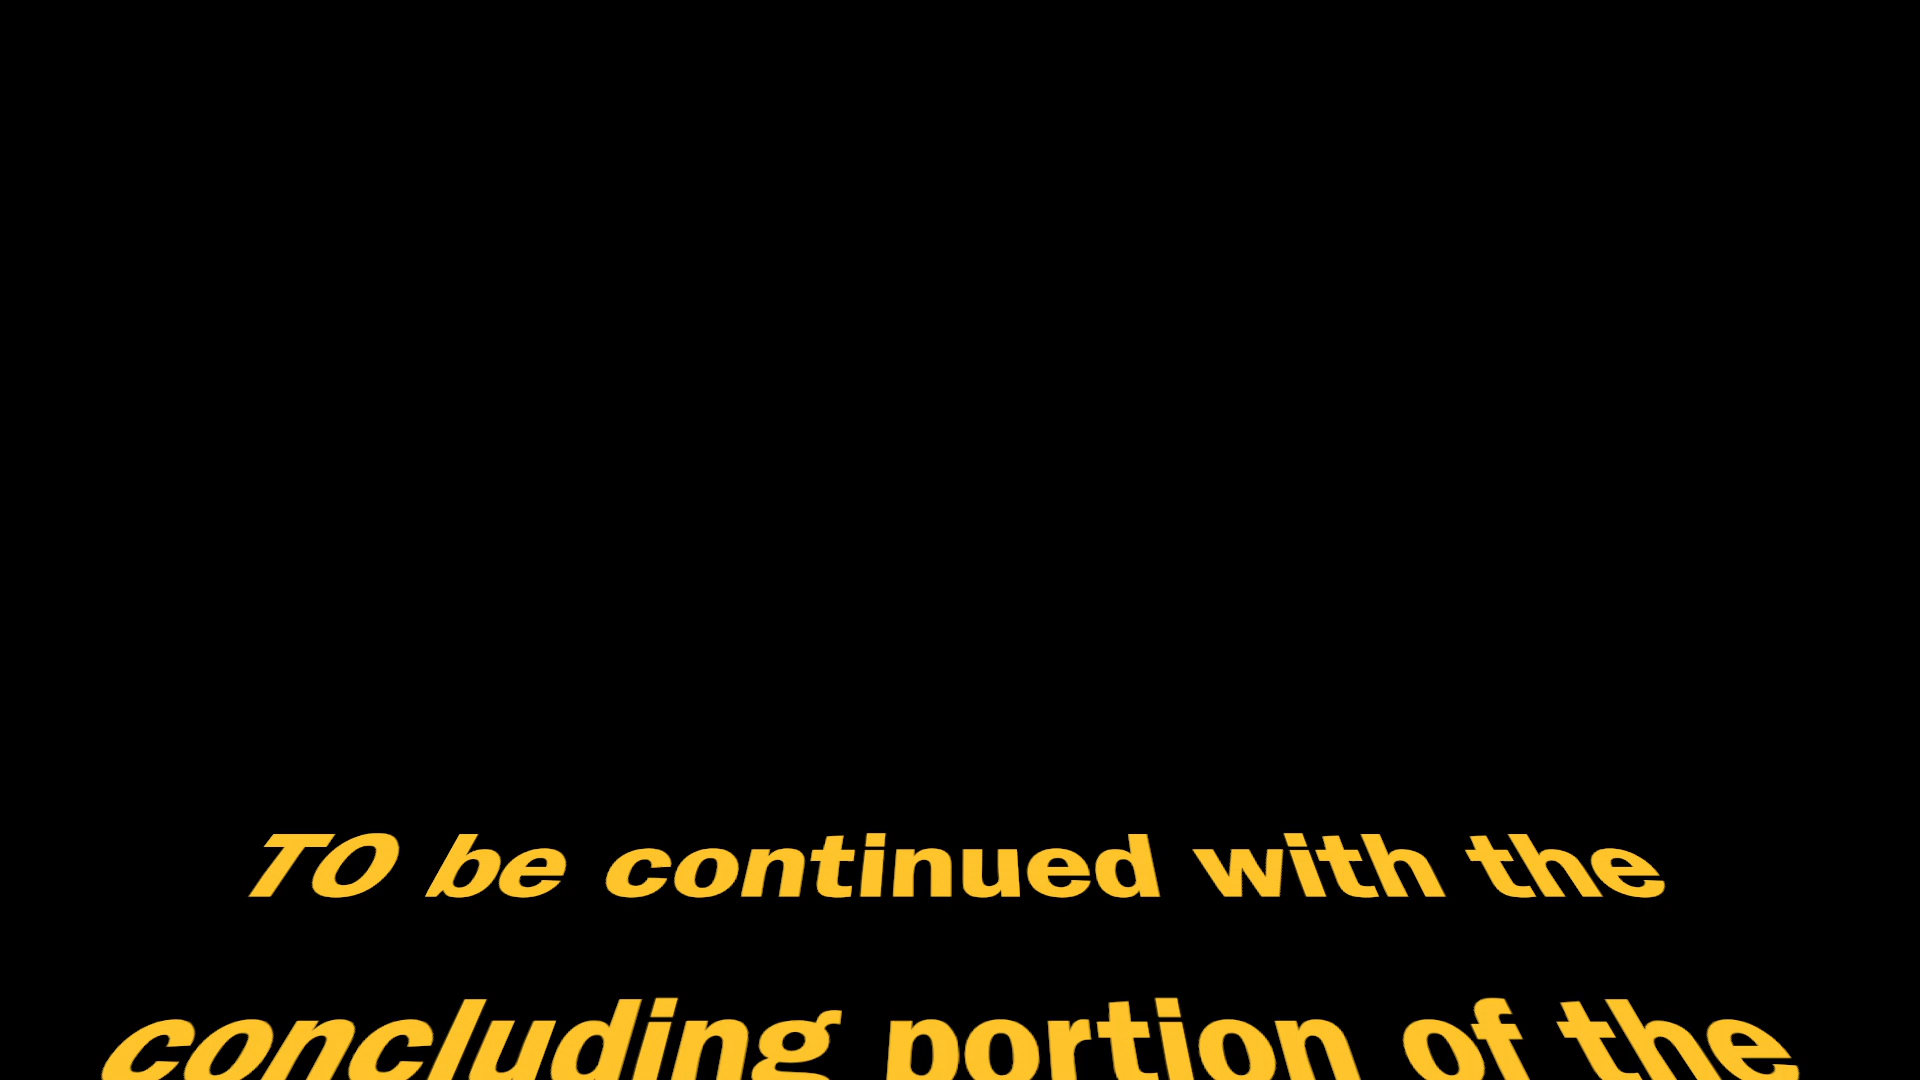 TO be continued with the
concluding portion of the